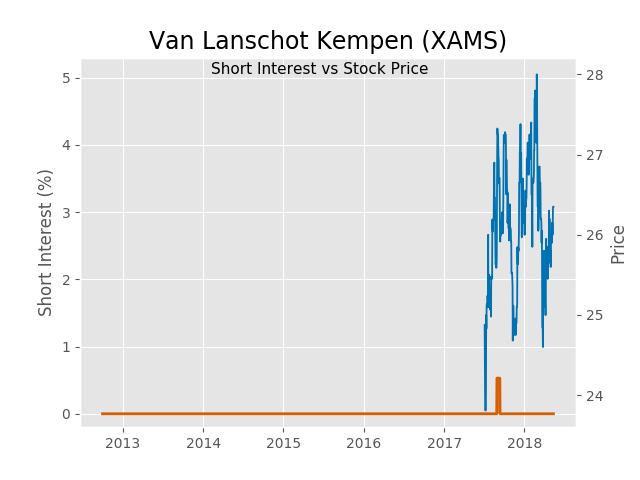 Van Lanschot Kempen (XAMS)
Short Interest vs Stock Price
Short Interest (%)
5
4
3
2
1
0
28
27
26
25
24
Price
2013 2014 2015 2016 2017 2018